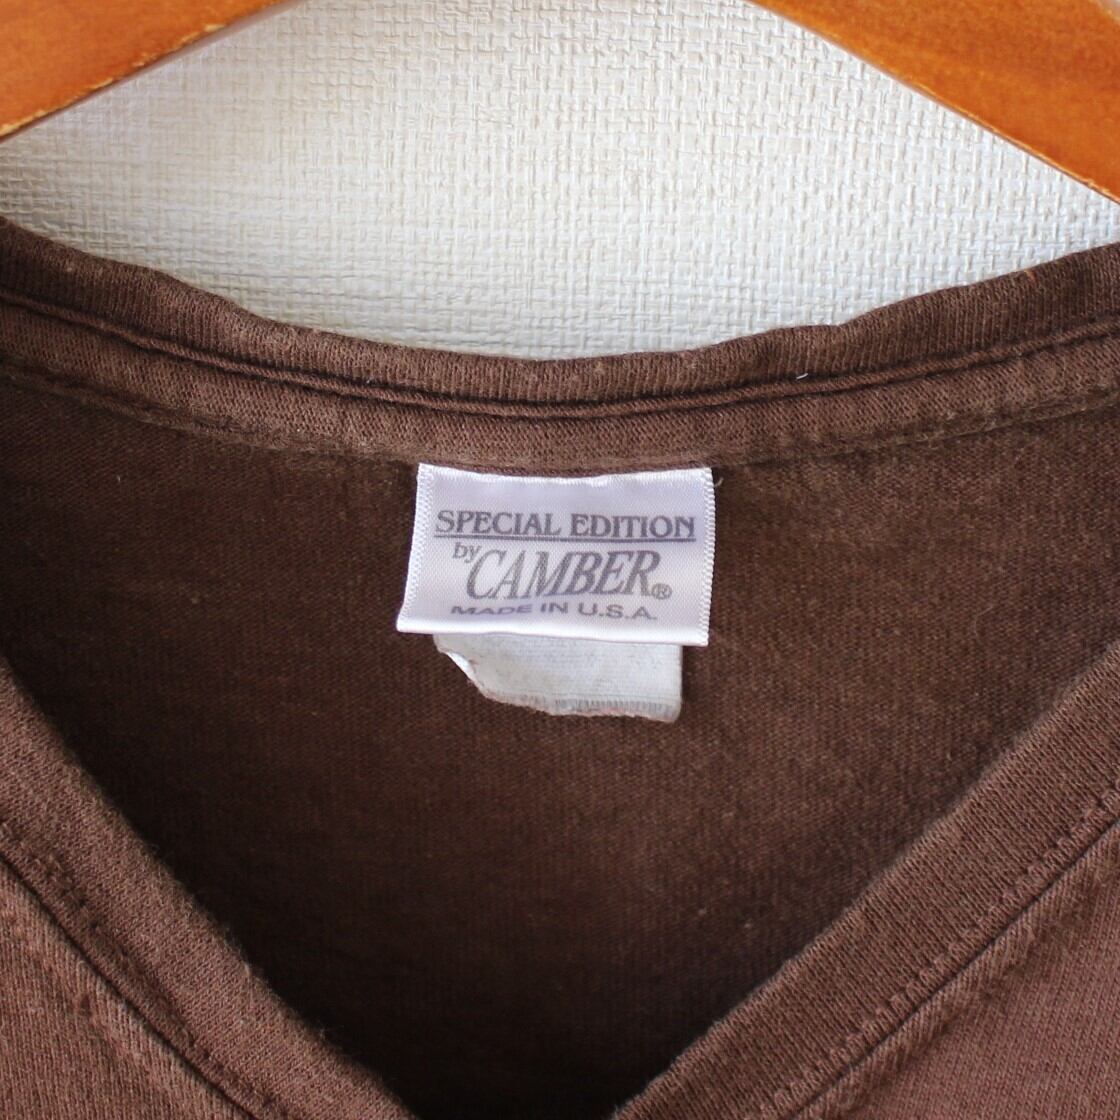 SPECIAL EDITION
by
CAMBER®
MADE IN U.S.A.